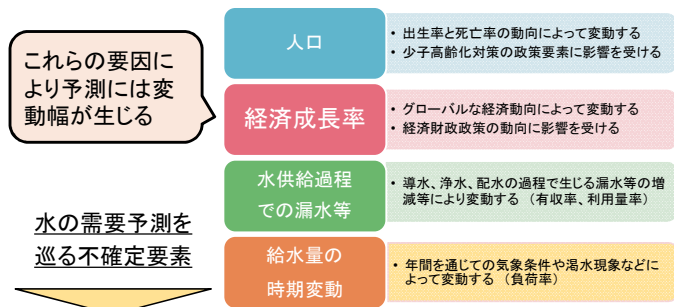 これらの要因に
より予測には変
動幅が生じる
水の需要予測を
巡る不確定要素
人口
・ 出生率と死亡率の動向によって変動する
・ 少子高齢化対策の政策要素に影響を受ける
経済成長率
・ グローバルな経済動向によって変動する
・ 経済財政政策の動向に影響を受ける
水供給過程
での漏水等
・ 導水、浄水、配水の過程で生じる漏水等の増
減等により変動する （有収率、利用量率）
給水量の
時期変動
・ 年間を通じての気象条件や渇水現象などに
よって変動する （負荷率）